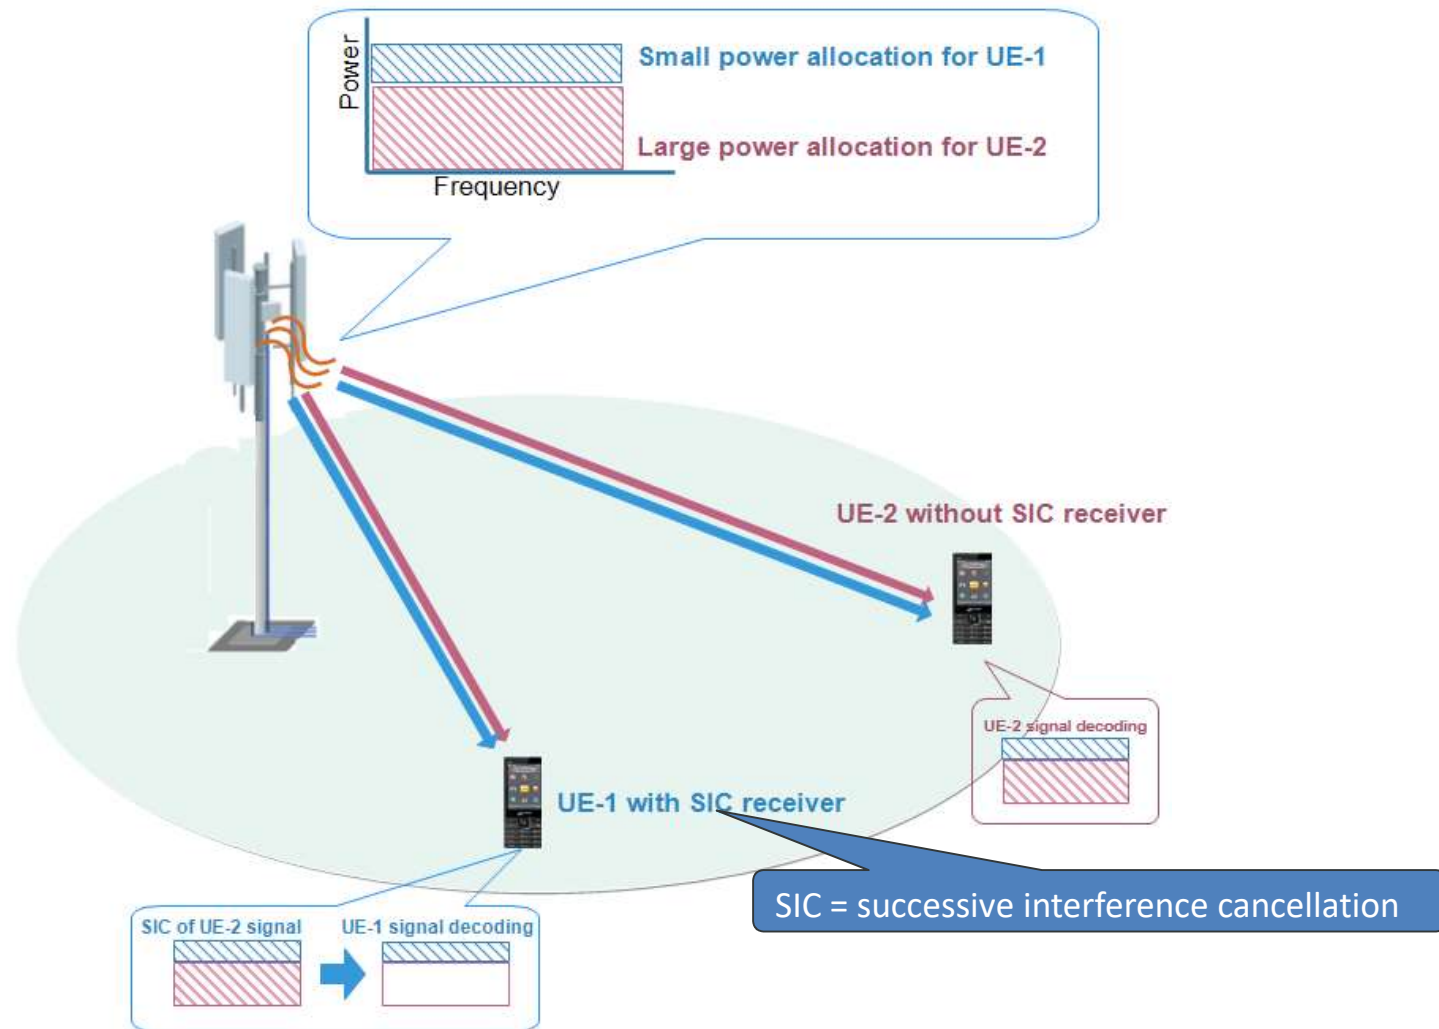 Power
Small power allocation for UE-1
Large power allocation for UE-2
Frequency
UE-2 without SIC receiver
UE-2 signal decoding
UE-1 with SIC receiver
SIC = successive interference cancellation
SIC of UE-2 signal
UE-1 signal decoding